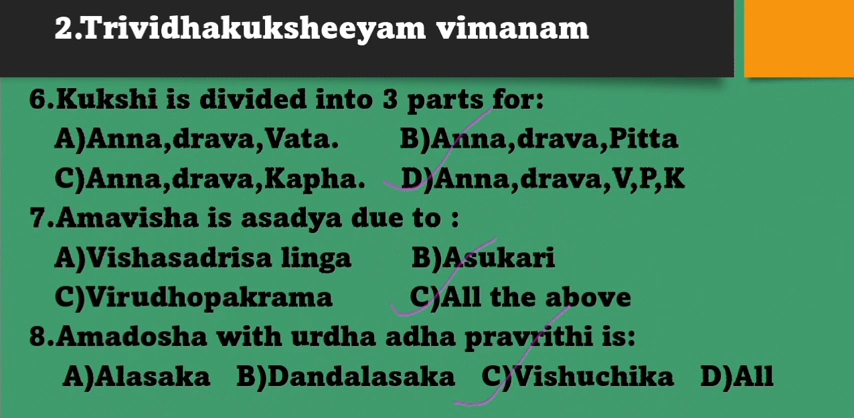 2.Trividhakuksheeyam vimanam
6.Kukshi is divided into 3 parts for:
A)Anna,drava,Vata. B)Anna,drava,Pitta
C)Anna,drava,Kapha. D)Anna,drava,V,P,K
7.Amavisha is asadya due to :
A)Vishasadrisa linga B)Asukari
C)Virudhopakrama C)All the above
8.Amadosha with urdha adha pravrithi is:
A)Alasaka B)Dandalasaka C)Vishuchika D)All